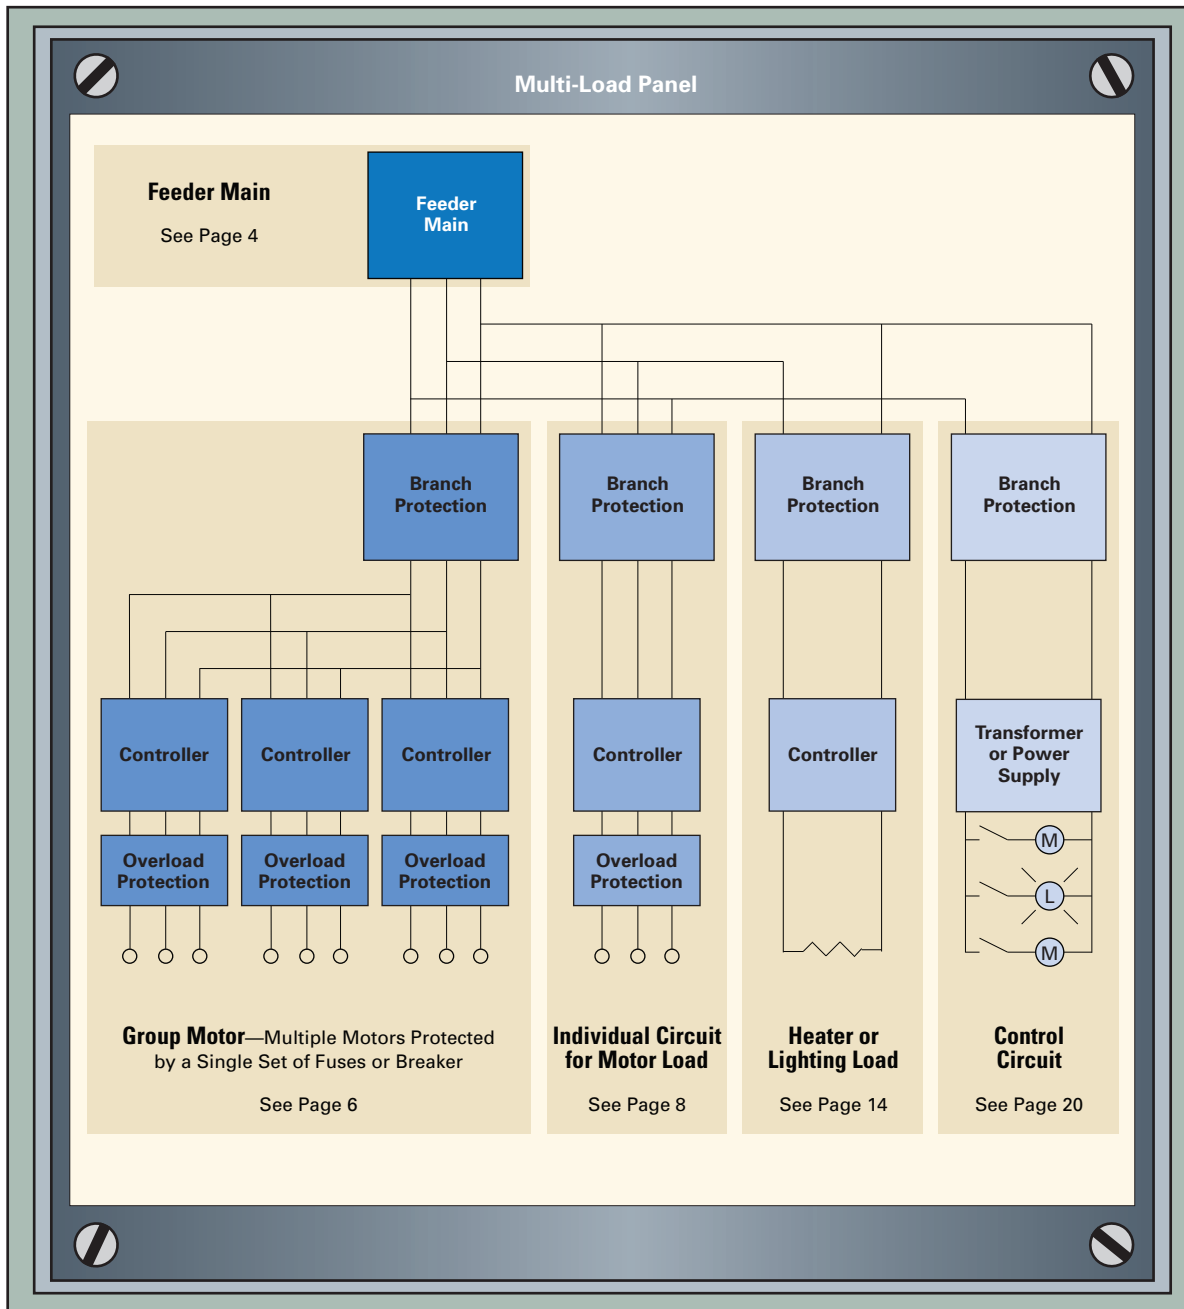 Multi-Load Panel
Feeder Main
See Page 4
Feeder
Main
Branch
Protection
Branch
Protection
Branch
Protection
Branch
Protection
Controller
Controller
Controller
Controller
Controller
Transformer
or Power
Supply
Overload
Protection
Overload
Protection
Overload
Protection
Overload
Protection
M
L
M
Group Motor—Multiple Motors Protected
by a Single Set of Fuses or Breaker
See Page 6
Individual Circuit
for Motor Load
See Page 8
Heater or
Lighting Load
See Page 14
Control
Circuit
See Page 20